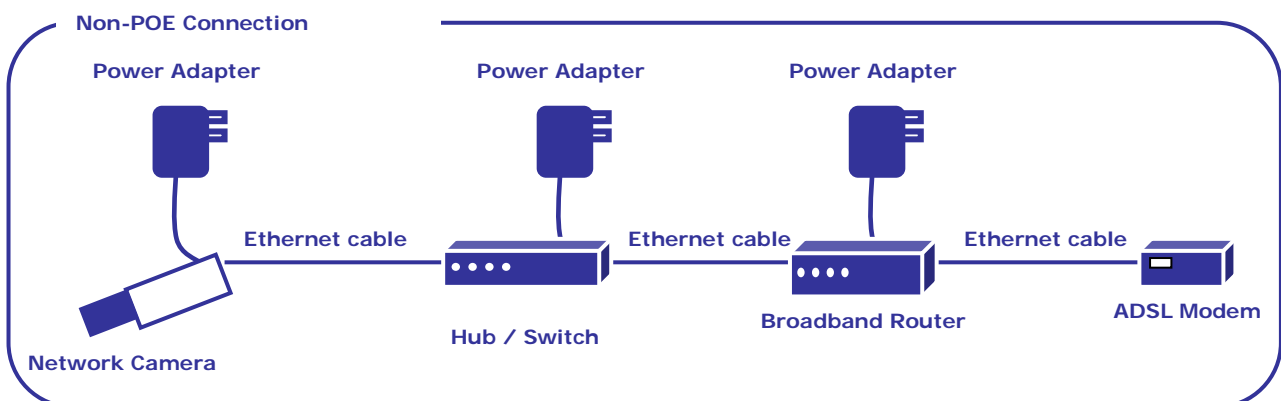 Non-POE Connection
Power Adapter
Power Adapter
Power Adapter
Ethernet cable
Ethernet cable
Ethernet cable
Network Camera
Hub / Switch
Broadband Router
ADSL Modem